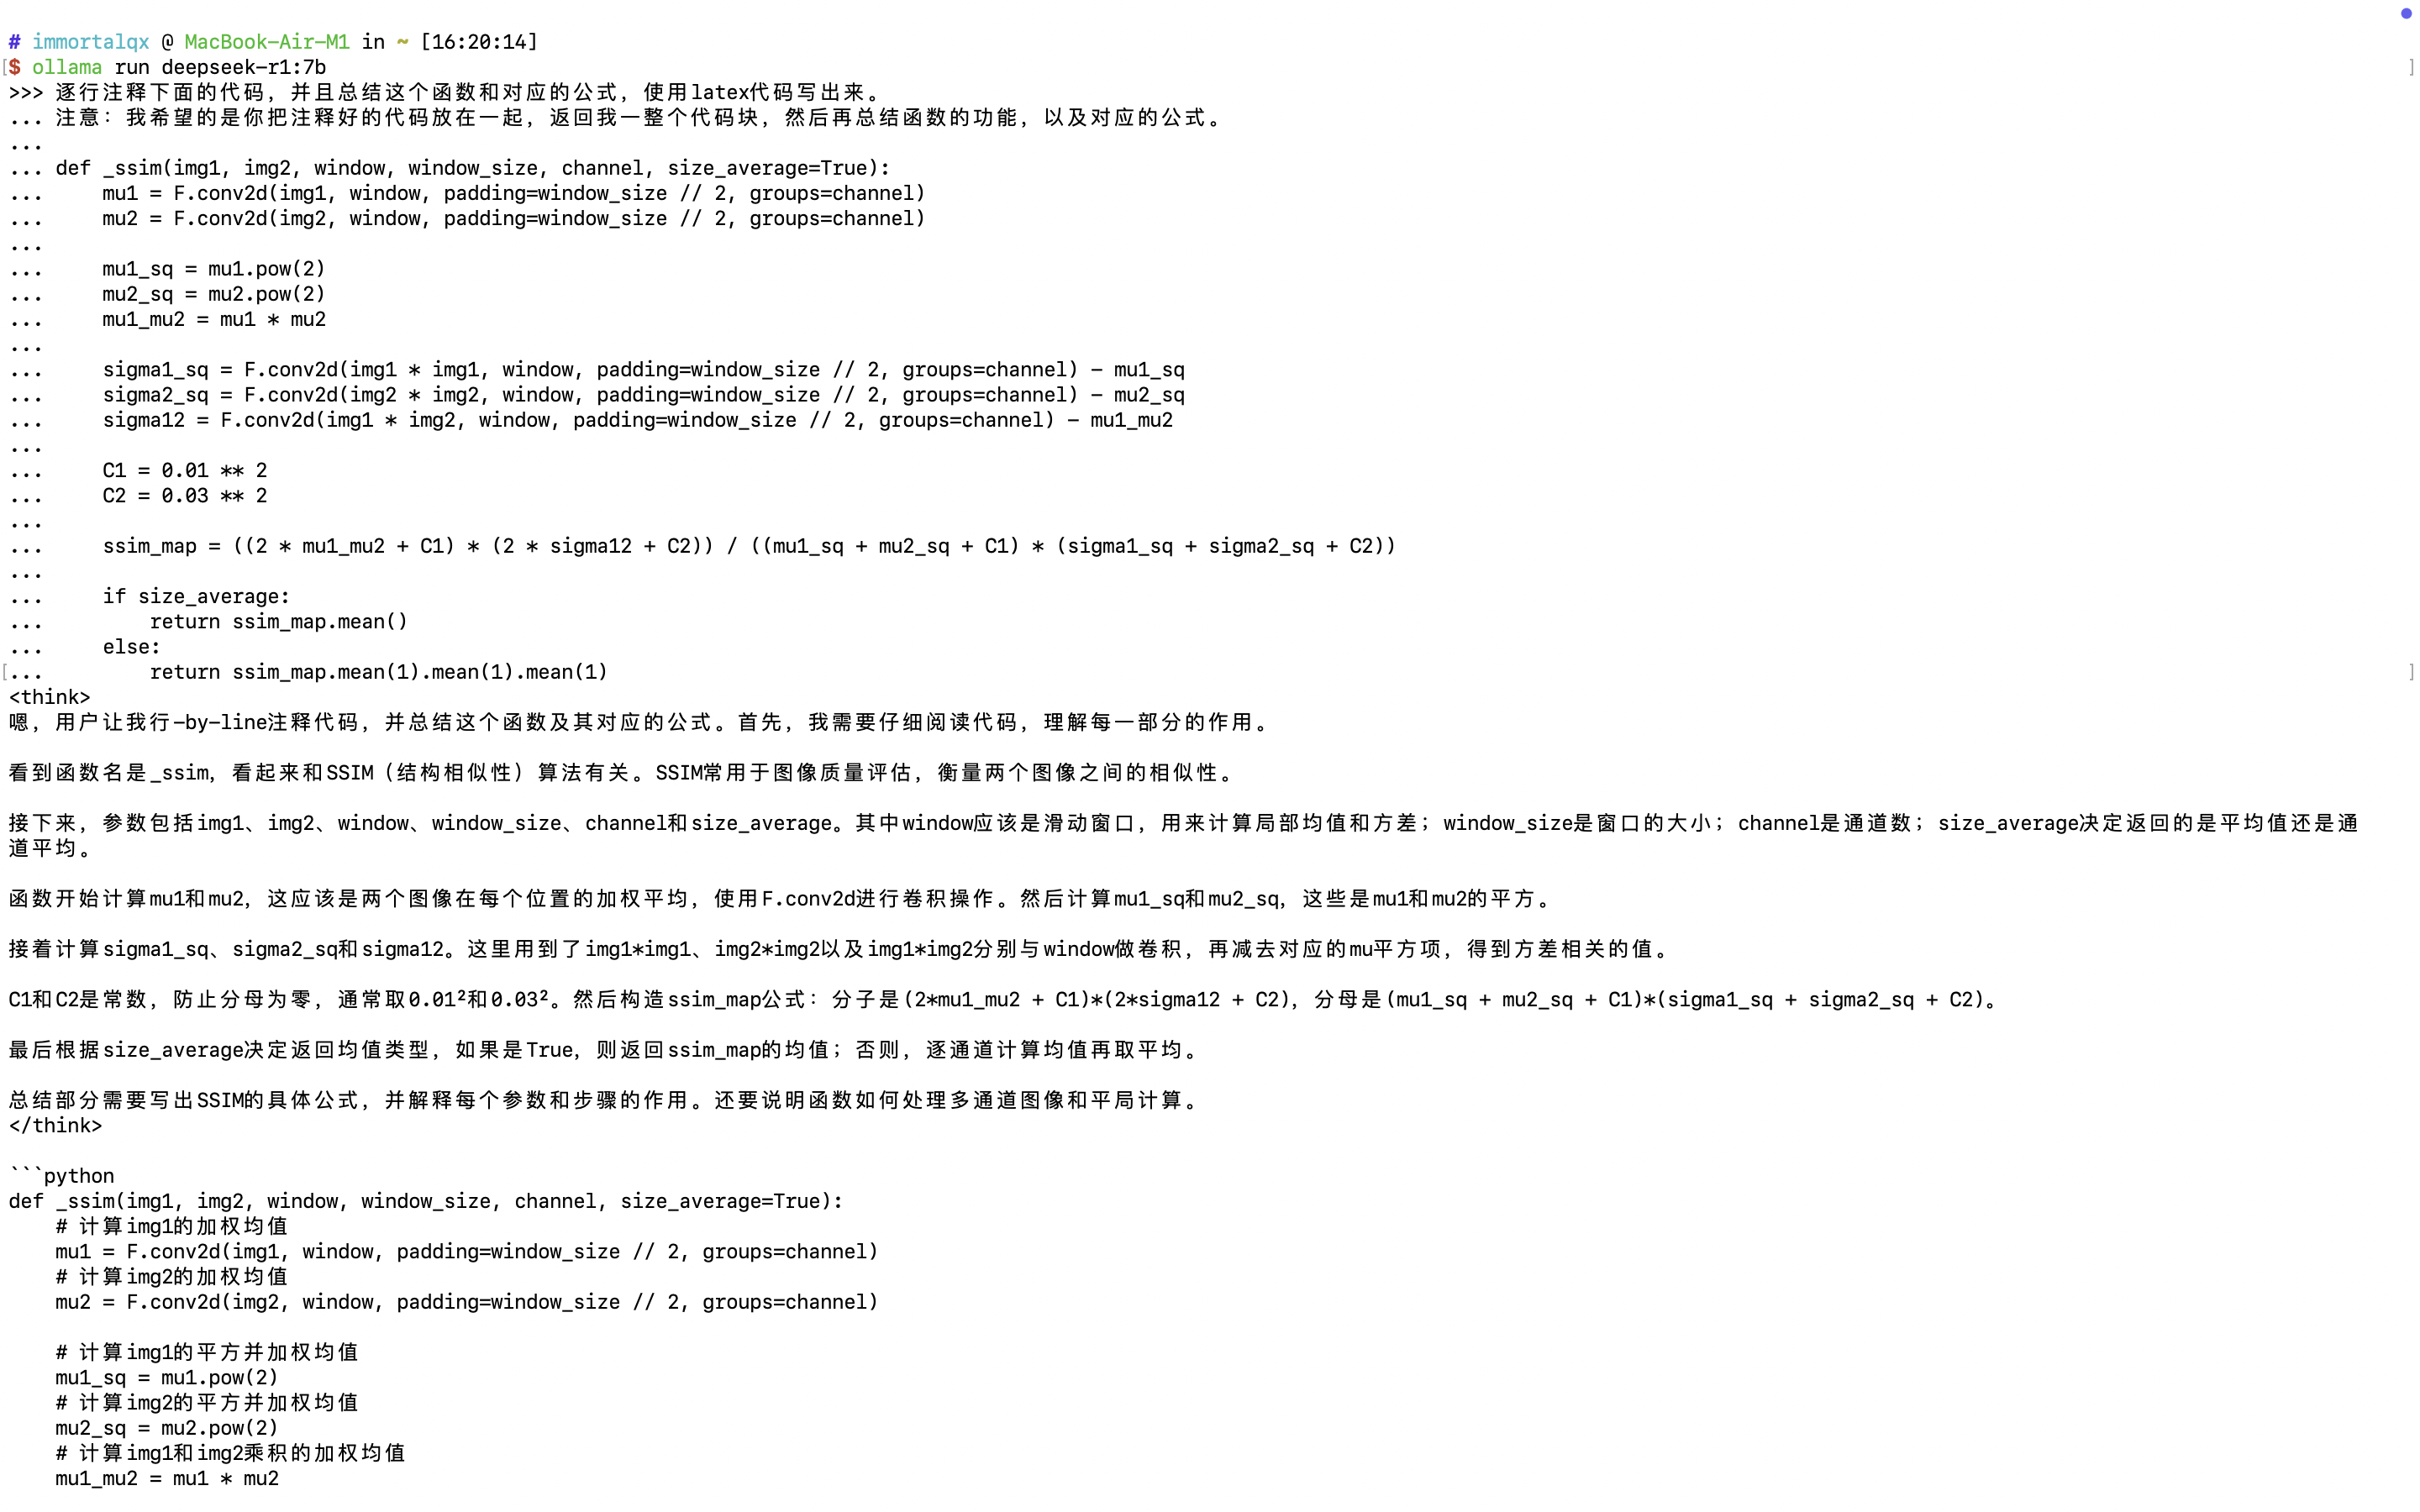 # immortalqx @ MacBook-Air-M1 in ~ [16:20:14]
$ ollama run deepseek-r1:7b
>>> 逐行注释下面的代码，并且总结这个函数和对应的公式，使用latex代码写出来。
... 注意：我希望的是你把注释好的代码放在一起，返回我一整个代码块，然后再总结函数的功能，以及对应的公式。
...
... def _ssim(img1, img2, window, window_size, channel, size_average=True):
...     mu1 = F.conv2d(img1, window, padding=window_size // 2, groups=channel)
...     mu2 = F.conv2d(img2, window, padding=window_size // 2, groups=channel)
...
...     mu1_sq = mu1.pow(2)
...     mu2_sq = mu2.pow(2)
...     mu1_mu2 = mu1 * mu2
...
...     sigma1_sq = F.conv2d(img1 * img1, window, padding=window_size // 2, groups=channel) - mu1_sq
...     sigma2_sq = F.conv2d(img2 * img2, window, padding=window_size // 2, groups=channel) - mu2_sq
...     sigma12 = F.conv2d(img1 * img2, window, padding=window_size // 2, groups=channel) - mu1_mu2
...
...     C1 = 0.01 ** 2
...     C2 = 0.03 ** 2
...
...     ssim_map = ((2 * mu1_mu2 + C1) * (2 * sigma12 + C2)) / ((mu1_sq + mu2_sq + C1) * (sigma1_sq + sigma2_sq + C2))
...
...     if size_average:
...         return ssim_map.mean()
...     else:
...         return ssim_map.mean(1).mean(1).mean(1)
<think>
嗯，用户让我行-by-line注释代码，并总结这个函数及其对应的公式。首先，我需要仔细阅读代码，理解每一部分的作用。

看到函数名是_ssim，看起来和SSIM（结构相似性）算法有关。SSIM常用于图像质量评估，衡量两个图像之间的相似性。

接下来，参数包括img1、img2、window、window_size、channel和size_average。其中window应该是滑动窗口，用来计算局部均值和方差；window_size是窗口的大小；channel是通道数；size_average决定返回的是平均值还是通
道平均。

函数开始计算mu1和mu2，这应该是两个图像在每个位置的加权平均，使用F.conv2d进行卷积操作。然后计算mu1_sq和mu2_sq，这些是mu1和mu2的平方。

接着计算sigma1_sq、sigma2_sq和sigma12。这里用到了img1*img1、img2*img2以及img1*img2分别与window做卷积，再减去对应的mu平方项，得到方差相关的值。

C1和C2是常数，防止分母为零，通常取0.01²和0.03²。然后构造ssim_map公式：分子是(2*mu1_mu2 + C1)*(2*sigma12 + C2)，分母是(mu1_sq + mu2_sq + C1)*(sigma1_sq + sigma2_sq + C2)。

最后根据size_average决定返回均值类型，如果是True，则返回ssim_map的均值；否则，逐通道计算均值再取平均。

总结部分需要写出SSIM的具体公式，并解释每个参数和步骤的作用。还要说明函数如何处理多通道图像和平局计算。
</think>

```python
def _ssim(img1, img2, window, window_size, channel, size_average=True):
    # 计算img1的加权均值
    mu1 = F.conv2d(img1, window, padding=window_size // 2, groups=channel)
    # 计算img2的加权均值
    mu2 = F.conv2d(img2, window, padding=window_size // 2, groups=channel)

    # 计算img1的平方并加权均值
    mu1_sq = mu1.pow(2)
    # 计算img2的平方并加权均值
    mu2_sq = mu2.pow(2)
    # 计算img1和img2乘积的加权均值
    mu1_mu2 = mu1 * mu2